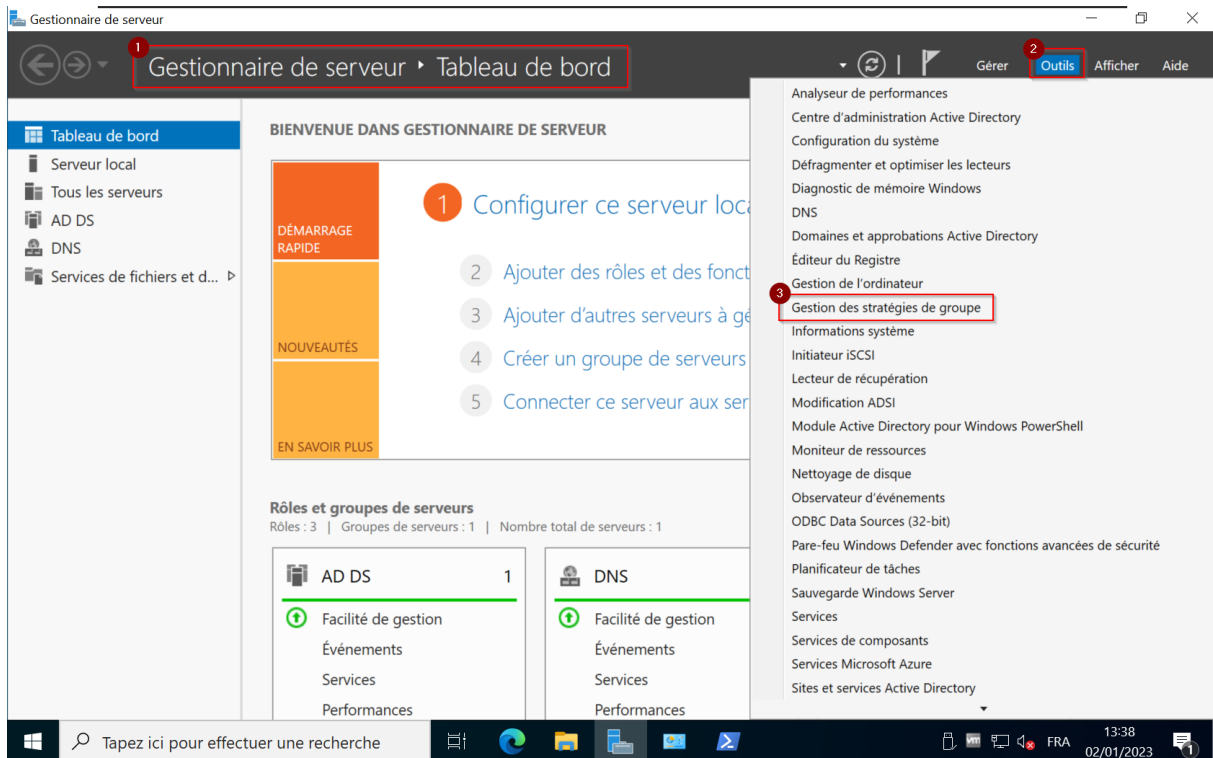 Gestionnaire de serveur
1
Gestionnaire de serveur ‣ Tableau de bord
2
Gérer
Outils
Afficher
Aide
Tableau de bord
Serveur local
Tous les serveurs
AD DS
DNS
Services de fichiers et d...
BIENVENUE DANS GESTIONNAIRE DE SERVEUR
DÉMARRAGE
RAPIDE
NOUVEAUTÉS
EN SAVOIR PLUS
1 Configurer ce serveur loca
2 Ajouter des rôles et des fonct
3 Ajouter d'autres serveurs à gé
4 Créer un groupe de serveurs
5 Connecter ce serveur aux ser
Rôles et groupes de serveurs
Rôles : 3 | Groupes de serveurs : 1 | Nombre total de serveurs : 1
AD DS 1
Facilité de gestion
Événements
Services
Performances
DNS
Facilité de gestion
Événements
Services
Performances
Analyseur de performances
Centre d'administration Active Directory
Configuration du système
Défragmenter et optimiser les lecteurs
Diagnostic de mémoire Windows
DNS
Domaines et approbations Active Directory
Éditeur du Registre
Gestion de l'ordinateur
3
Gestion des stratégies de groupe
Informations système
Initiateur iSCSI
Lecteur de récupération
Modification ADSI
Module Active Directory pour Windows PowerShell
Moniteur de ressources
Nettoyage de disque
Observateur d'événements
ODBC Data Sources (32-bit)
Pare-feu Windows Defender avec fonctions avancées de sécurité
Planificateur de tâches
Sauvegarde Windows Server
Services
Services de composants
Services Microsoft Azure
Sites et services Active Directory
Tapez ici pour effectuer une recherche
vm
FRA
13:38
02/01/2023
1